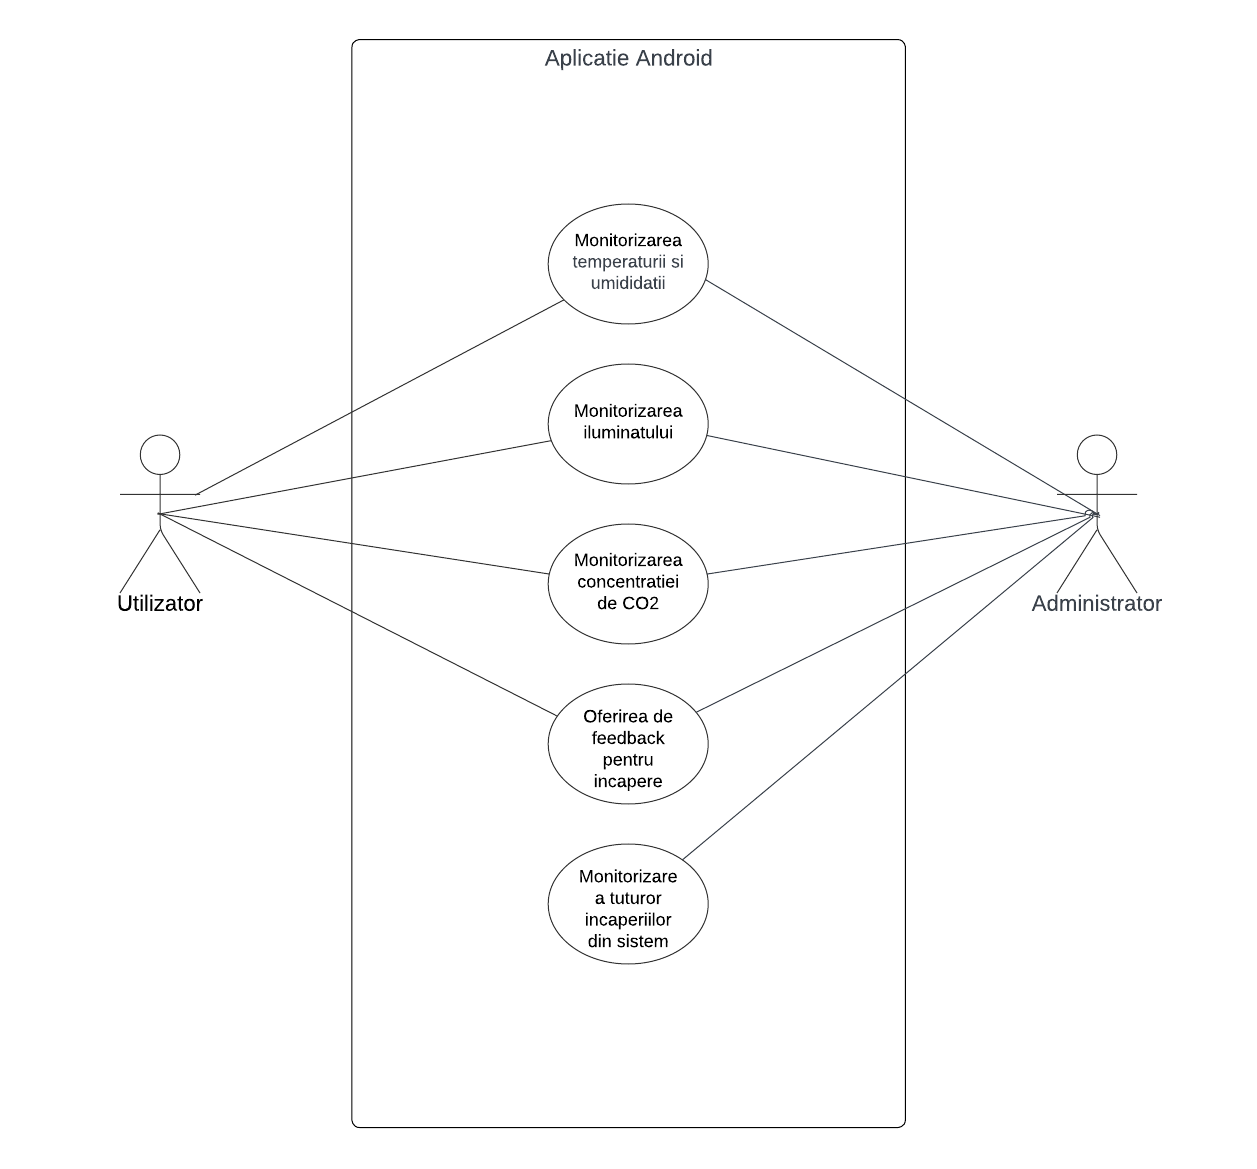 Aplicatie Android
Monitorizarea
temperaturii si
umididatii
Monitorizarea
iluminatului
Monitorizarea
concentratiei
de CO2
Utilizator
Administrator
Oferirea de
feedback
pentru
incapere
Monitorizare
a tuturor
incaperiilor
din sistem